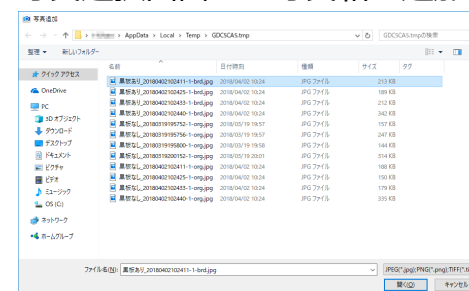 写真追加
AppData › Local › Temp › GDCSCAS.tmp
GDCSCAS.tmpの検索
整理 新しいフォルダー
名前 日付時刻 種類 サイズ タグ
クイック アクセス
OneDrive
PC
3D オブジェクト
ダウンロード
デスクトップ
ドキュメント
ピクチャ
ビデオ
ミュージック
OS (C:)
ネットワーク
ホームグループ
黒板あり_20180402102411-1-brd.jpg 2018/04/02 10:24 JPG ファイル 213 KB
黒板あり_20180402102425-1-brd.jpg 2018/04/02 10:24 JPG ファイル 189 KB
黒板あり_20180402102433-1-brd.jpg 2018/04/02 10:24 JPG ファイル 212 KB
黒板あり_20180402102440-1-brd.jpg 2018/04/02 10:24 JPG ファイル 342 KB
黒板なし_20180319195752-1-org.jpg 2018/03/19 19:57 JPG ファイル 157 KB
黒板なし_20180319195756-1-org.jpg 2018/03/19 19:57 JPG ファイル 247 KB
黒板なし_20180319195800-1-org.jpg 2018/03/19 19:58 JPG ファイル 144 KB
黒板なし_20180319200152-1-org.jpg 2018/03/19 20:01 JPG ファイル 314 KB
黒板なし_20180402102411-1-org.jpg 2018/04/02 10:24 JPG ファイル 188 KB
黒板なし_20180402102425-1-org.jpg 2018/04/02 10:24 JPG ファイル 150 KB
黒板なし_20180402102433-1-org.jpg 2018/04/02 10:24 JPG ファイル 179 KB
黒板なし_20180402102440-1-org.jpg 2018/04/02 10:24 JPG ファイル 335 KB
ファイル名(N): 黒板あり_20180402102411-1-brd.jpg
JPEG(*.jpg);PNG(*.png);TIFF(*.ti
開く(O) キャンセル